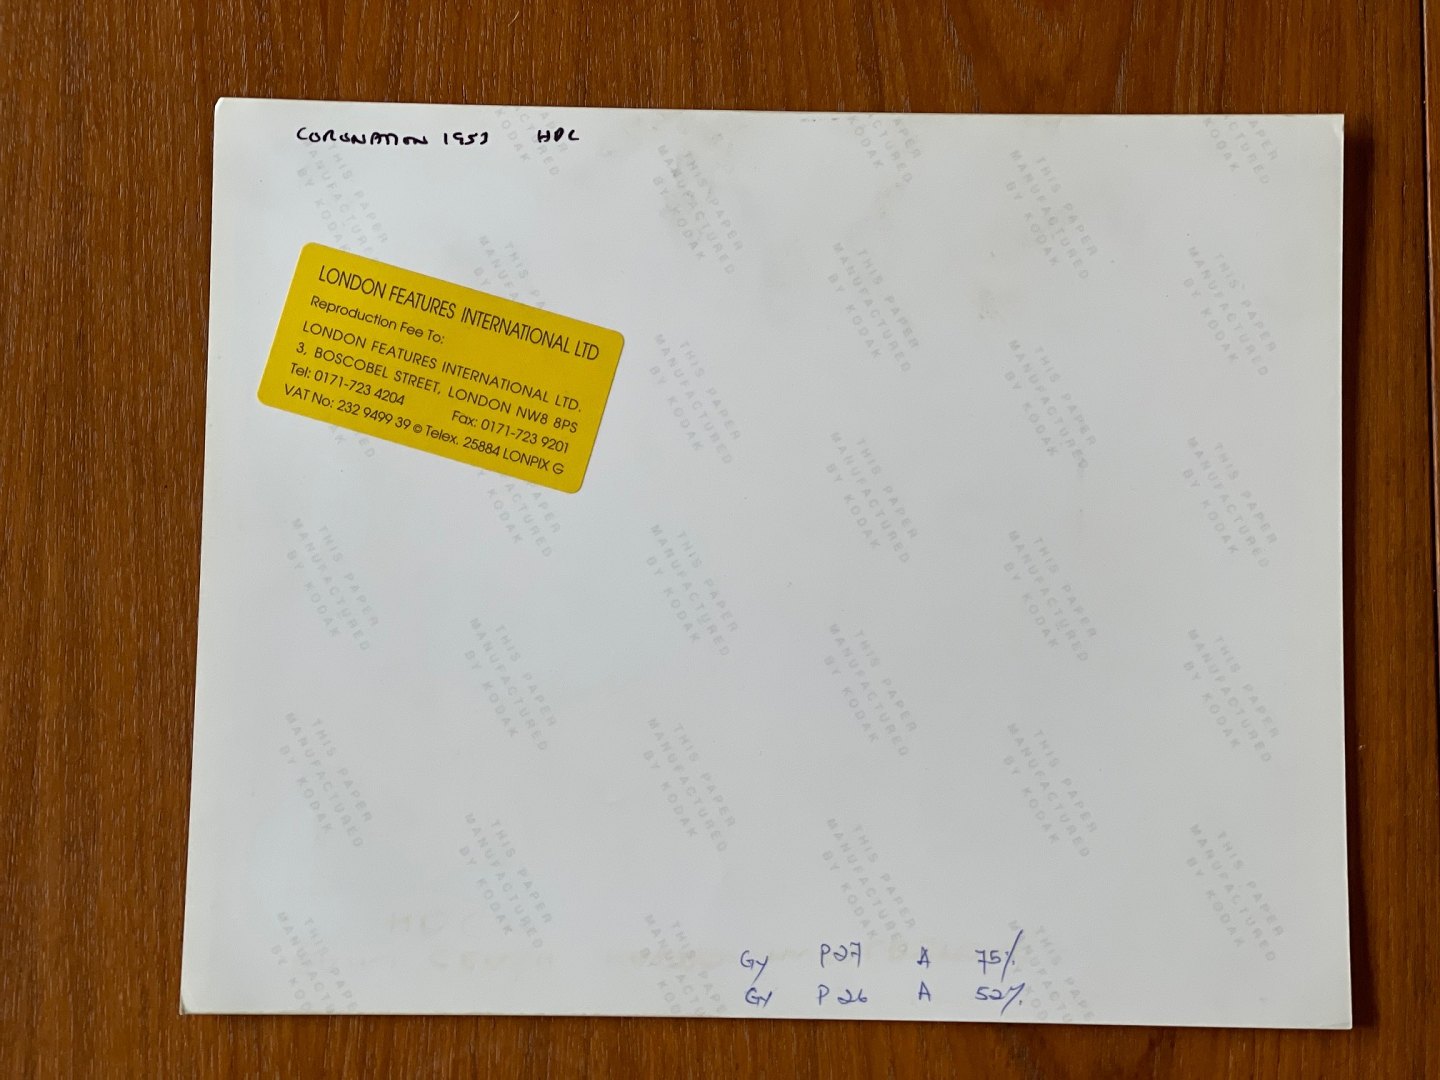 CORONATION 1953 HDC
LONDON FEATURES INTERNATIONAL LTD
Reproduction Fee To:
LONDON FEATURES INTERNATIONAL LTD.
3, BOSCOBEL STREET, LONDON NW8 8PS
Tel: 0171-723 4204 Fax: 0171-723 9201
VAT No: 232 9499 39 © Telex. 25884 LONPIX G
THIS PAPER
MANUFACTURED
BY KODAK
Gy P27 A 75%
Gy P26 A 52%